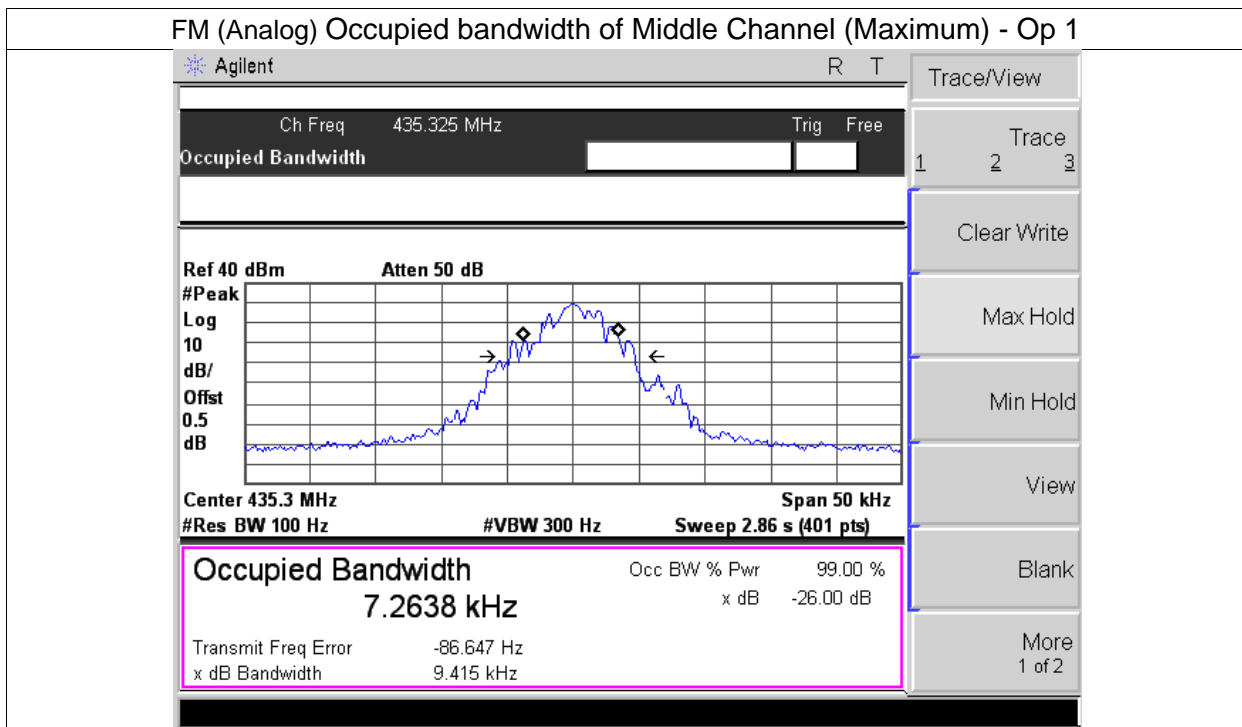 FM (Analog) Occupied bandwidth of Middle Channel (Maximum) - Op 1
Agilent R T
Trace/View
Ch Freq 435.325 MHz Trig Free
Occupied Bandwidth
Trace
1 2 3
Clear Write
Ref 40 dBm Atten 50 dB
#Peak
Log
10
dB/
Offst
0.5
dB
Max Hold
Min Hold
View
Center 435.3 MHz Span 50 kHz
#Res BW 100 Hz #VBW 300 Hz Sweep 2.86 s (401 pts)
Occupied Bandwidth Occ BW % Pwr 99.00 %
7.2638 kHz x dB -26.00 dB
Blank
Transmit Freq Error -86.647 Hz
x dB Bandwidth 9.415 kHz
More
1 of 2